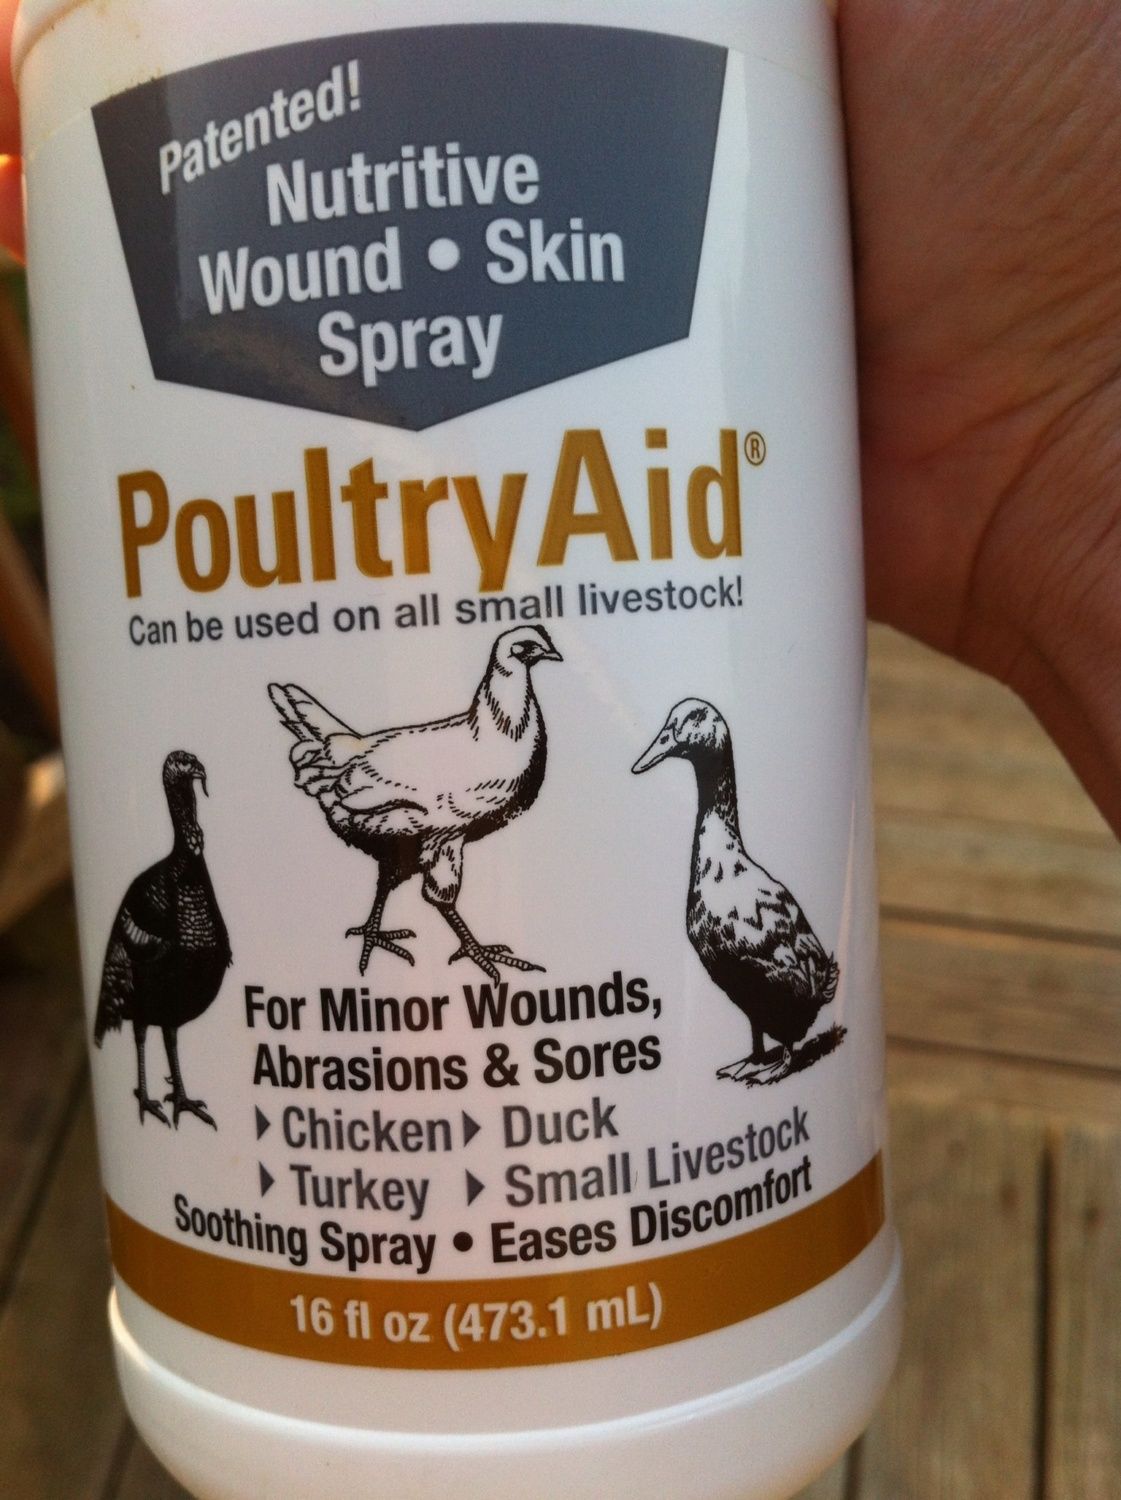 Patented!
Nutritive
Wound • Skin
Spray
PoultryAid®
Can be used on all small livestock!
For Minor Wounds,
Abrasions & Sores
Chicken Duck
Turkey Small Livestock
Soothing Spray • Eases Discomfort
16 fl oz (473.1 mL)